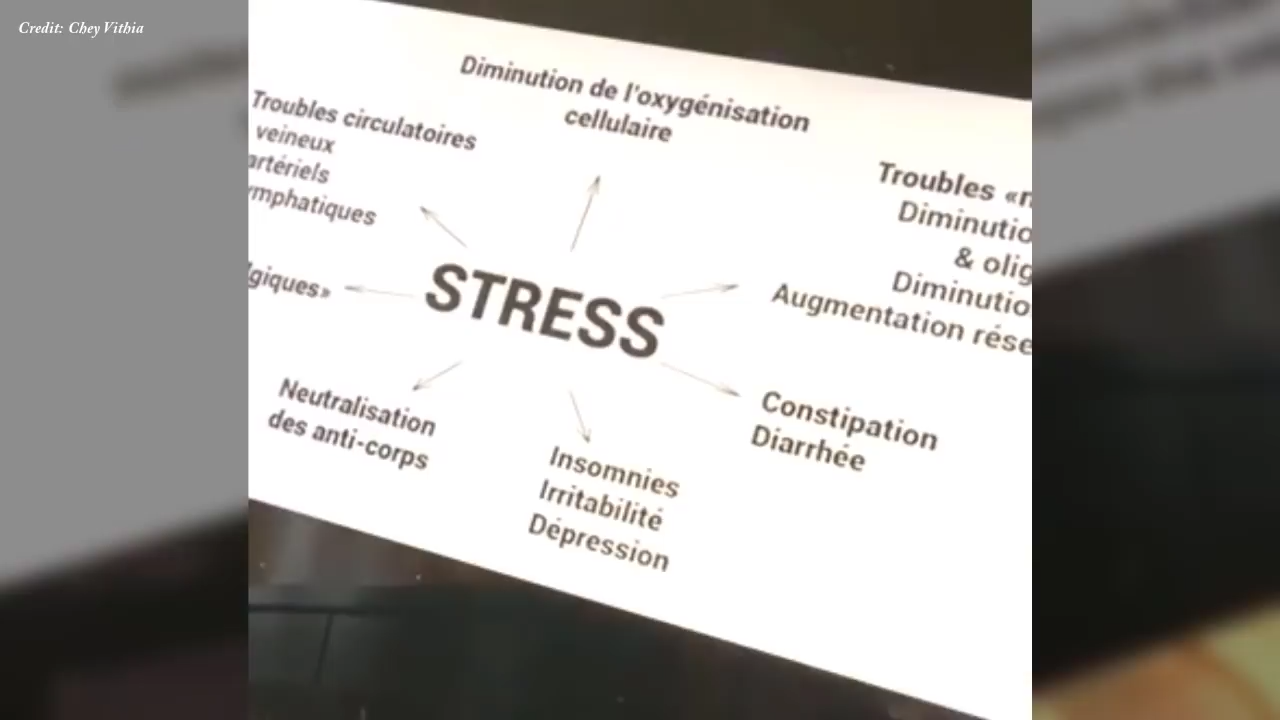 Credit: Chey Vithia
Diminution de l'oxygénisation
cellulaire
Troubles circulatoires
veineux
artériels
Troubles
& 
Augmentation
STRESS
Neutralisation
des anti-corps
Insomnies
Irritabilité
Dépression
Constipation
Diarrhée